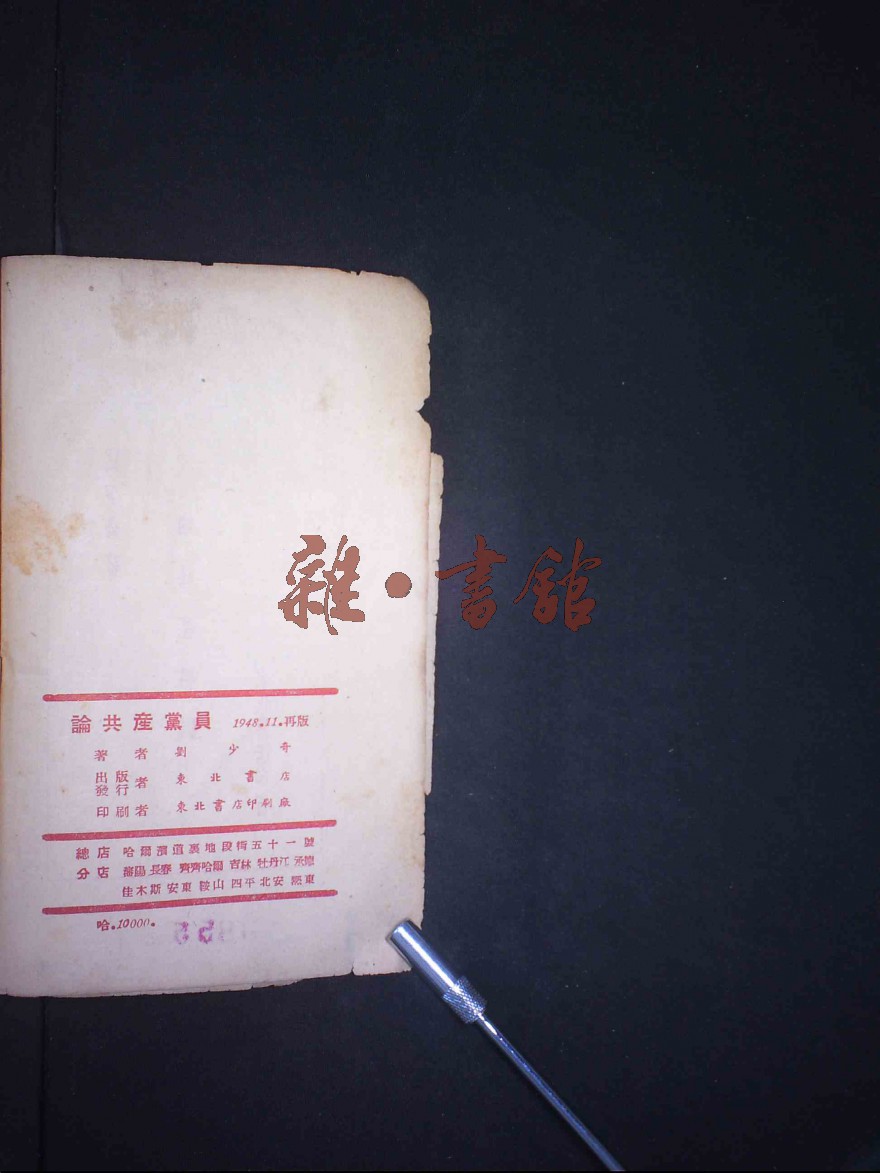 雜·書館
論共產黨員 1948.11.再版
著者 劉少奇
出版
發行者 東北書店
印刷者 東北書店印刷廠
總店 哈爾濱道裏地段街五十一號
分店 瀋陽 長春 齊齊哈爾 吉林 牡丹江 承德
佳木斯 安東 鞍山 四平 北安 熙東
哈.10000.